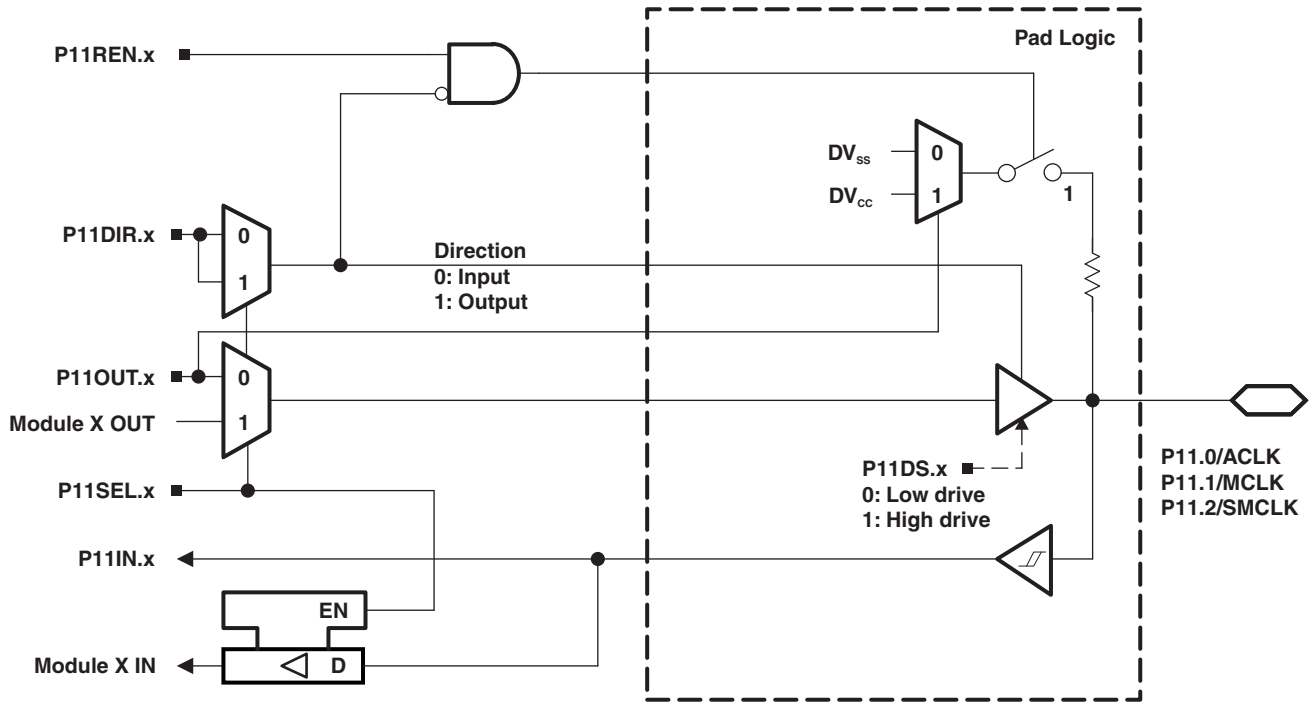 P11REN.x
Pad Logic
DVss
0
DVcc
1
1
P11DIR.x
0
1
Direction
0: Input
1: Output
P11OUT.x
0
Module X OUT
1
P11DS.x
0: Low drive
1: High drive
P11.0/ACLK
P11.1/MCLK
P11.2/SMCLK
P11SEL.x
P11IN.x
EN
Module X IN
D